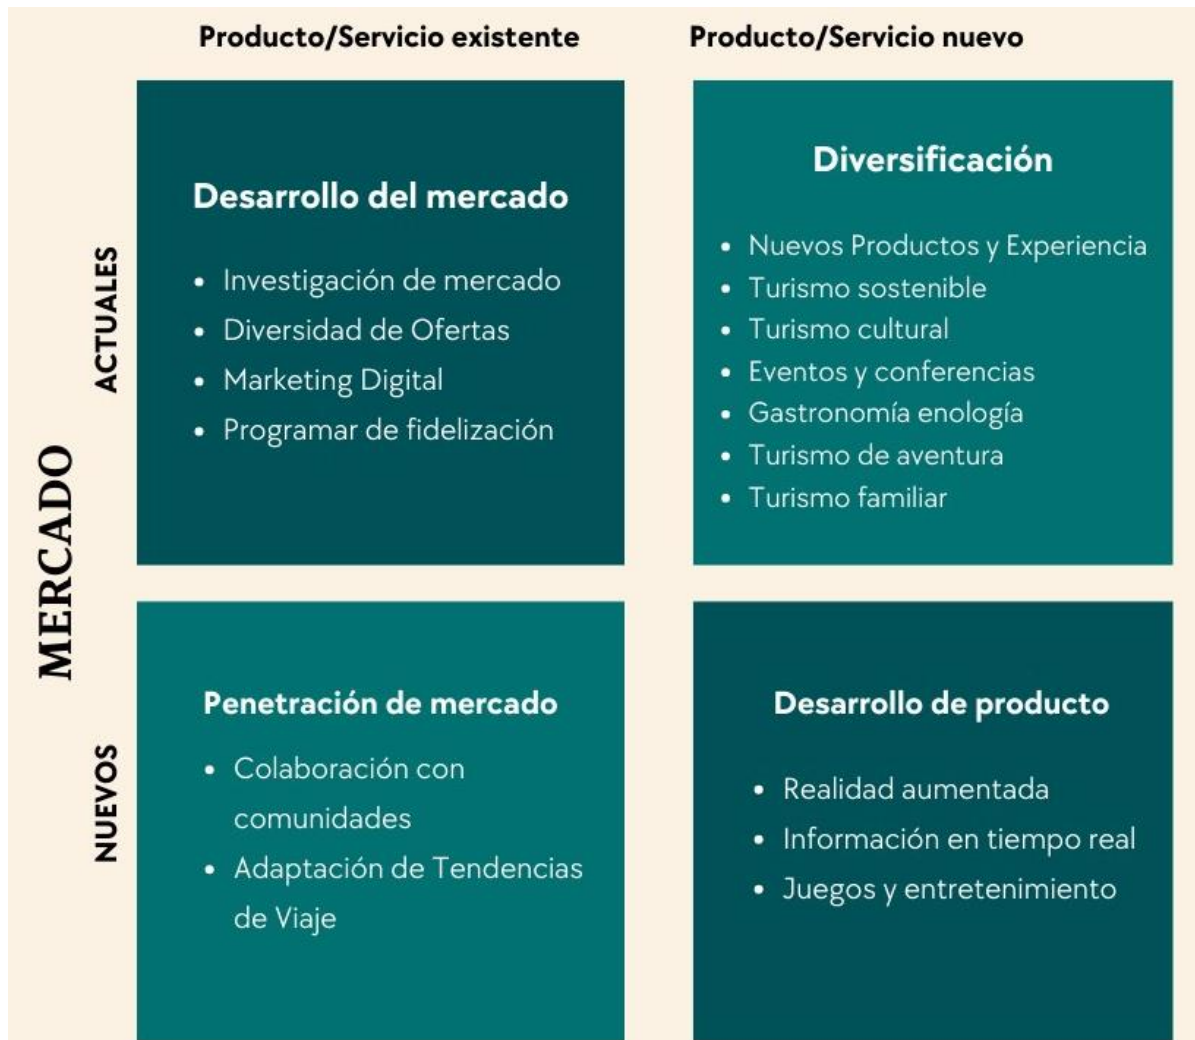 Producto/Servicio existente
Producto/Servicio nuevo
MERCADO
ACTUALES
Desarrollo del mercado
• Investigación de mercado
• Diversidad de Ofertas
• Marketing Digital
• Programar de fidelización
Diversificación
• Nuevos Productos y Experiencia
• Turismo sostenible
• Turismo cultural
• Eventos y conferencias
• Gastronomía enología
• Turismo de aventura
• Turismo familiar
NUEVOS
Penetración de mercado
• Colaboración con
comunidades
• Adaptación de Tendencias
de Viaje
Desarrollo de producto
• Realidad aumentada
• Información en tiempo real
• Juegos y entretenimiento